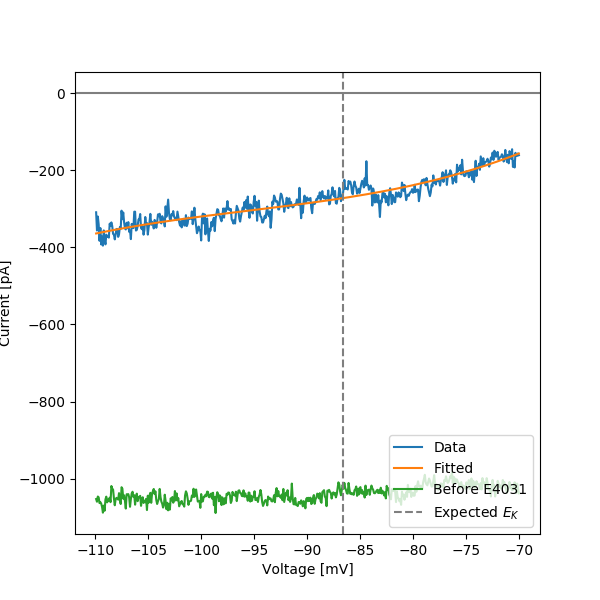 0
−200
−400
−600
−800
−1000
Current [pA]
Data
Fitted
Before E4031
Expected E_K
−110
−105
−100
−95
−90
−85
−80
−75
−70
Voltage [mV]